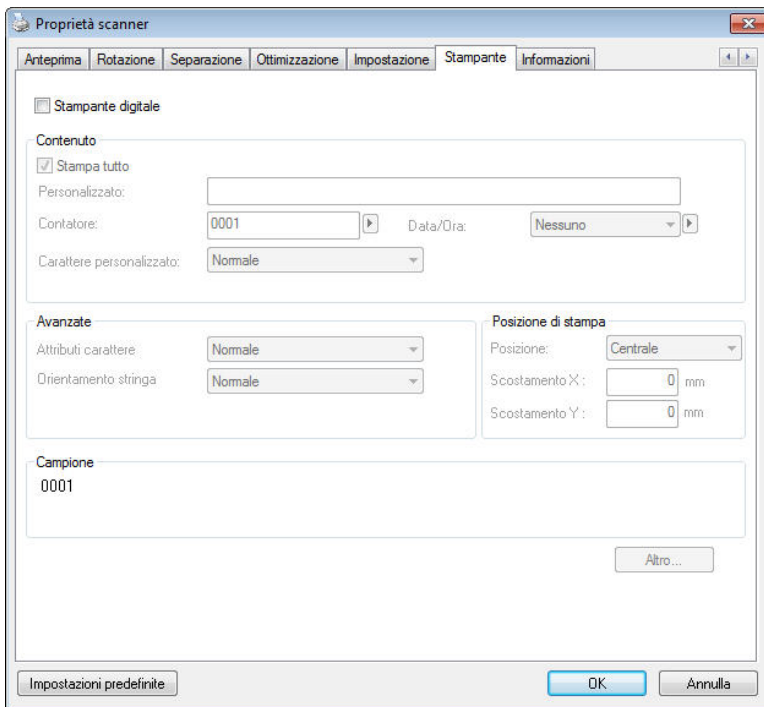 Proprietà scanner
Anteprima Rotazione Separazione Ottimizzazione Impostazione Stampante Informazioni
Stampante digitale
Contenuto
Stampa tutto
Personalizzato:
Contatore: 0001 Data/Ora: Nessuno
Carattere personalizzato: Normale
Avanzate Posizione di stampa
Attributi carattere Normale Posizione: Centrale
Orientamento stringa Normale Scostamento X : 0 mm
Scostamento Y : 0 mm
Campione
0001
Altro...
Impostazioni predefinite OK Annulla